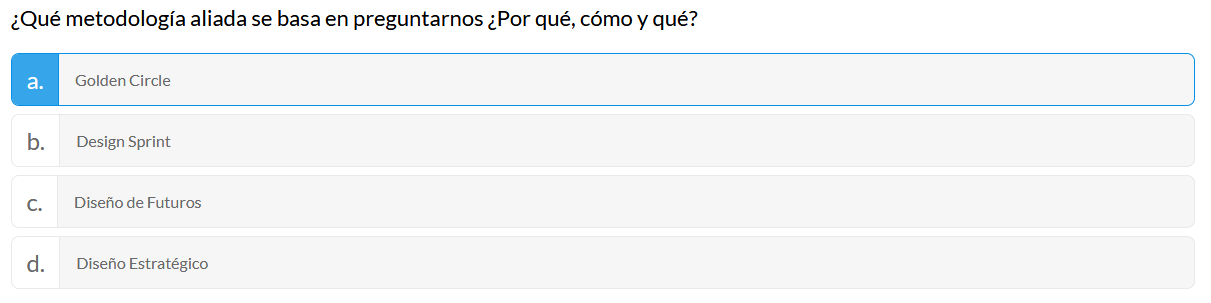 ¿Qué metodología aliada se basa en preguntarnos ¿Por qué, cómo y qué?
a. Golden Circle
b. Design Sprint
c. Diseño de Futuros
d. Diseño Estratégico